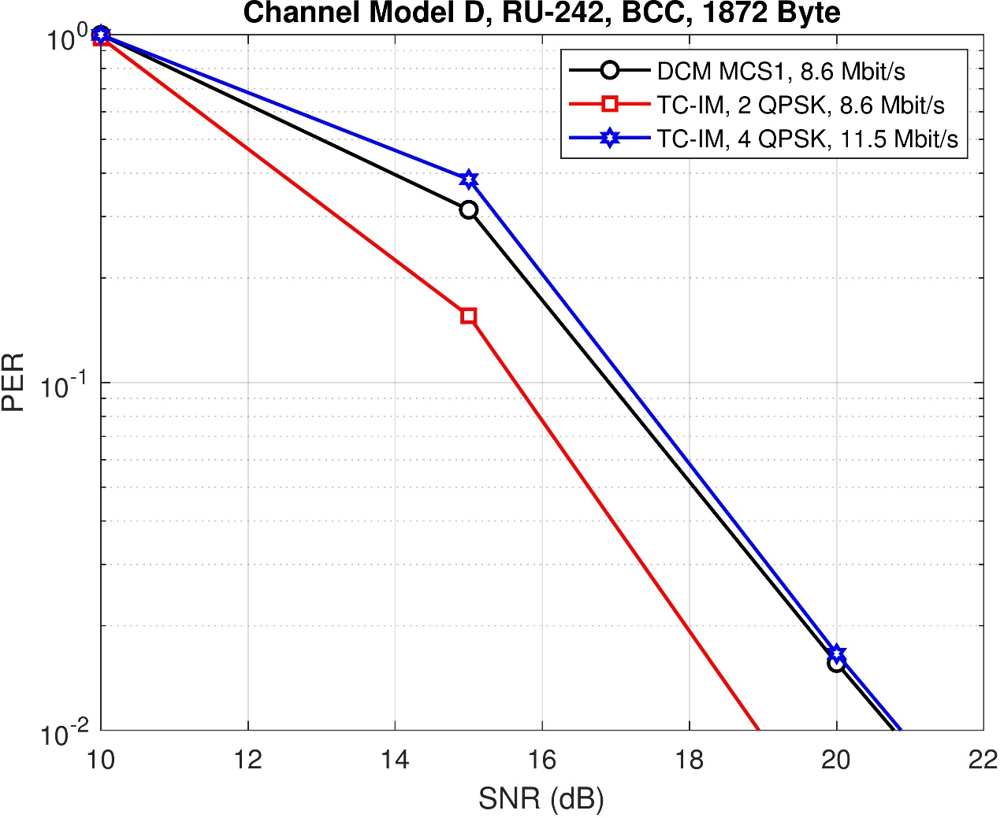 Channel Model D, RU-242, BCC, 1872 Byte
DCM MCS1, 8.6 Mbit/s
TC-IM, 2 QPSK, 8.6 Mbit/s
TC-IM, 4 QPSK, 11.5 Mbit/s
10^0
10^-1
10^-2
PER
10 12 14 16 18 20 22
SNR (dB)